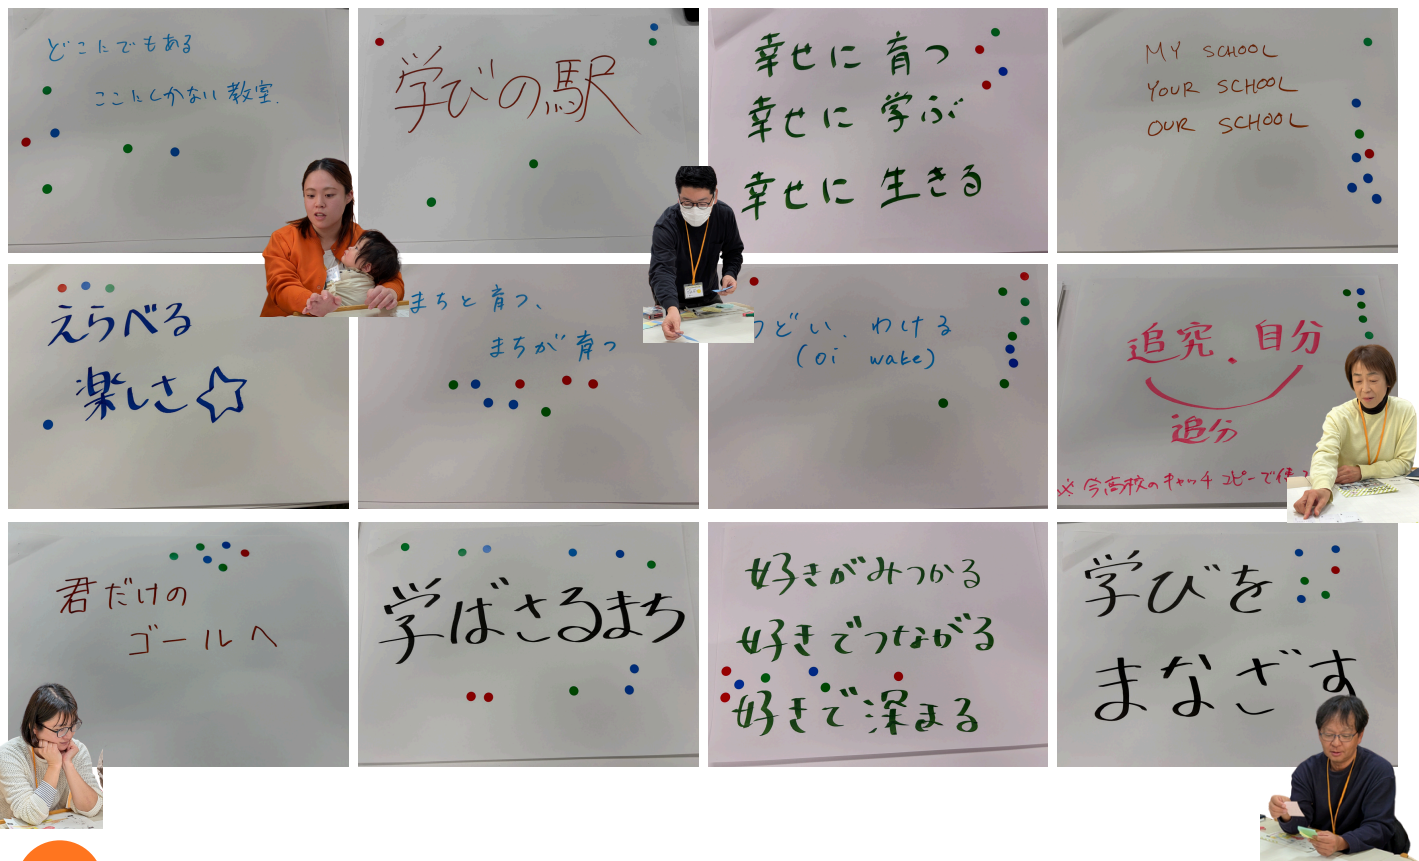 どこにでもある
ここにしかない教室.
学びの駅
幸せに育つ
幸せに学ぶ
幸せに生きる
MY SCHOOL
YOUR SCHOOL
OUR SCHOOL
えらべる
楽しさ☆
まちと育つ、
まちが育つ
つどい、わける
(oi wake)
追究.自分
追分
※今高校のキャッチコピーで使
君だけの
ゴールへ
学ばさるまち
好きがみつかる
好きでつながる
好きで深まる
学びを
まなざす